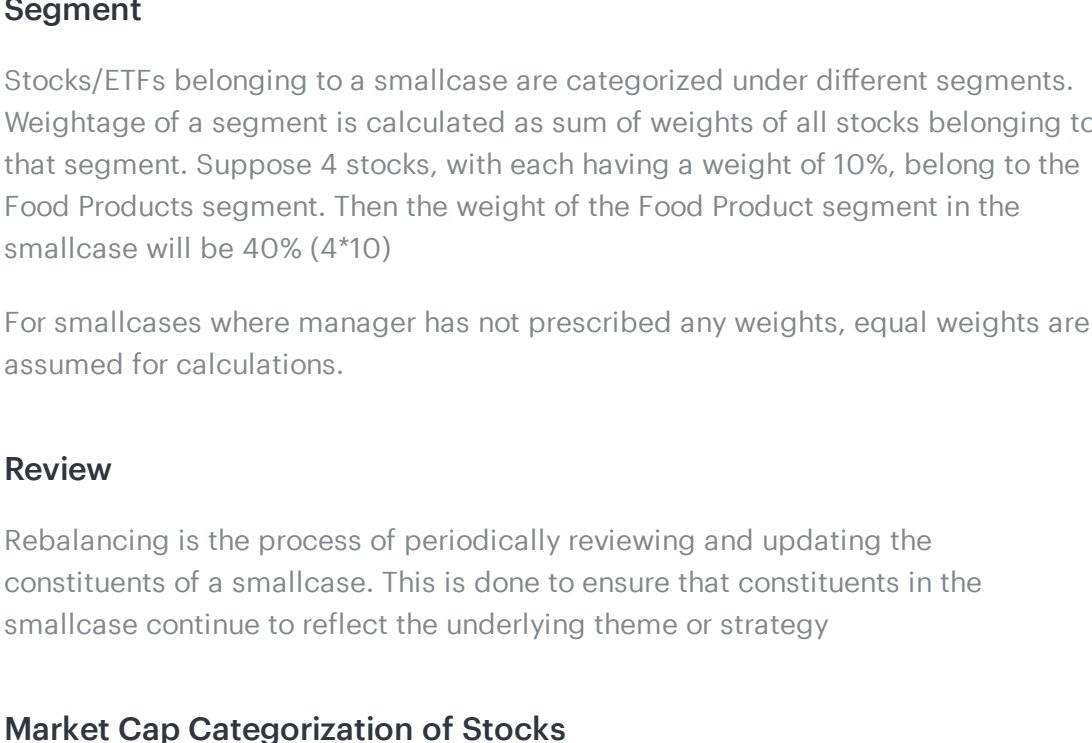 Segment
Stocks/ETFs belonging to a smallcase are categorized under different segments.
Weightage of a segment is calculated as sum of weights of all stocks belonging to
that segment. Suppose 4 stocks, with each having a weight of 10%, belong to the
Food Products segment. Then the weight of the Food Product segment in the
smallcase will be 40% (4*10)
For smallcases where manager has not prescribed any weights, equal weights are
assumed for calculations.
Review
Rebalancing is the process of periodically reviewing and updating the
constituents of a smallcase. This is done to ensure that constituents in the
smallcase continue to reflect the underlying theme or strategy
Market Cap Categorization of Stocks